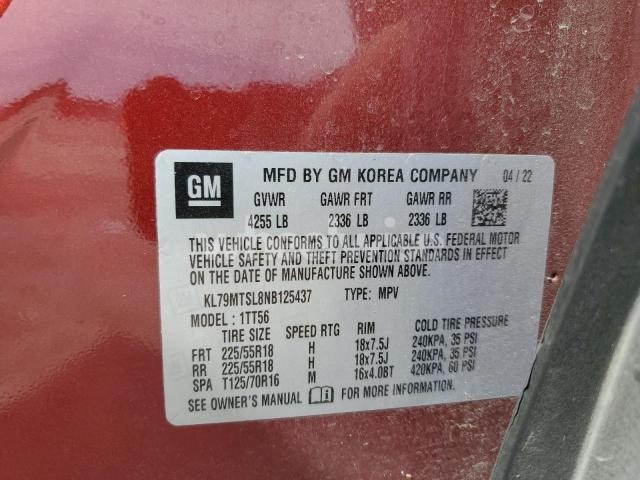 GM
MFD BY GM KOREA COMPANY 04 / 22
GVWR GAWR FRT GAWR RR
4255 LB 2336 LB 2336 LB
THIS VEHICLE CONFORMS TO ALL APPLICABLE U.S. FEDERAL MOTOR
VEHICLE SAFETY AND THEFT PREVENTION STANDARDS IN EFFECT
ON THE DATE OF MANUFACTURE SHOWN ABOVE.
KL79MTSL8NB125437 TYPE: MPV
MODEL : 1TT56
TIRE SIZE SPEED RTG RIM COLD TIRE PRESSURE
FRT 225/55R18 H 18x7.5J 240KPA, 35 PSI
RR 225/55R18 H 18x7.5J 240KPA, 35 PSI
SPA T125/70R16 M 16x4.0BT 420KPA, 60 PSI
SEE OWNER'S MANUAL FOR MORE INFORMATION.